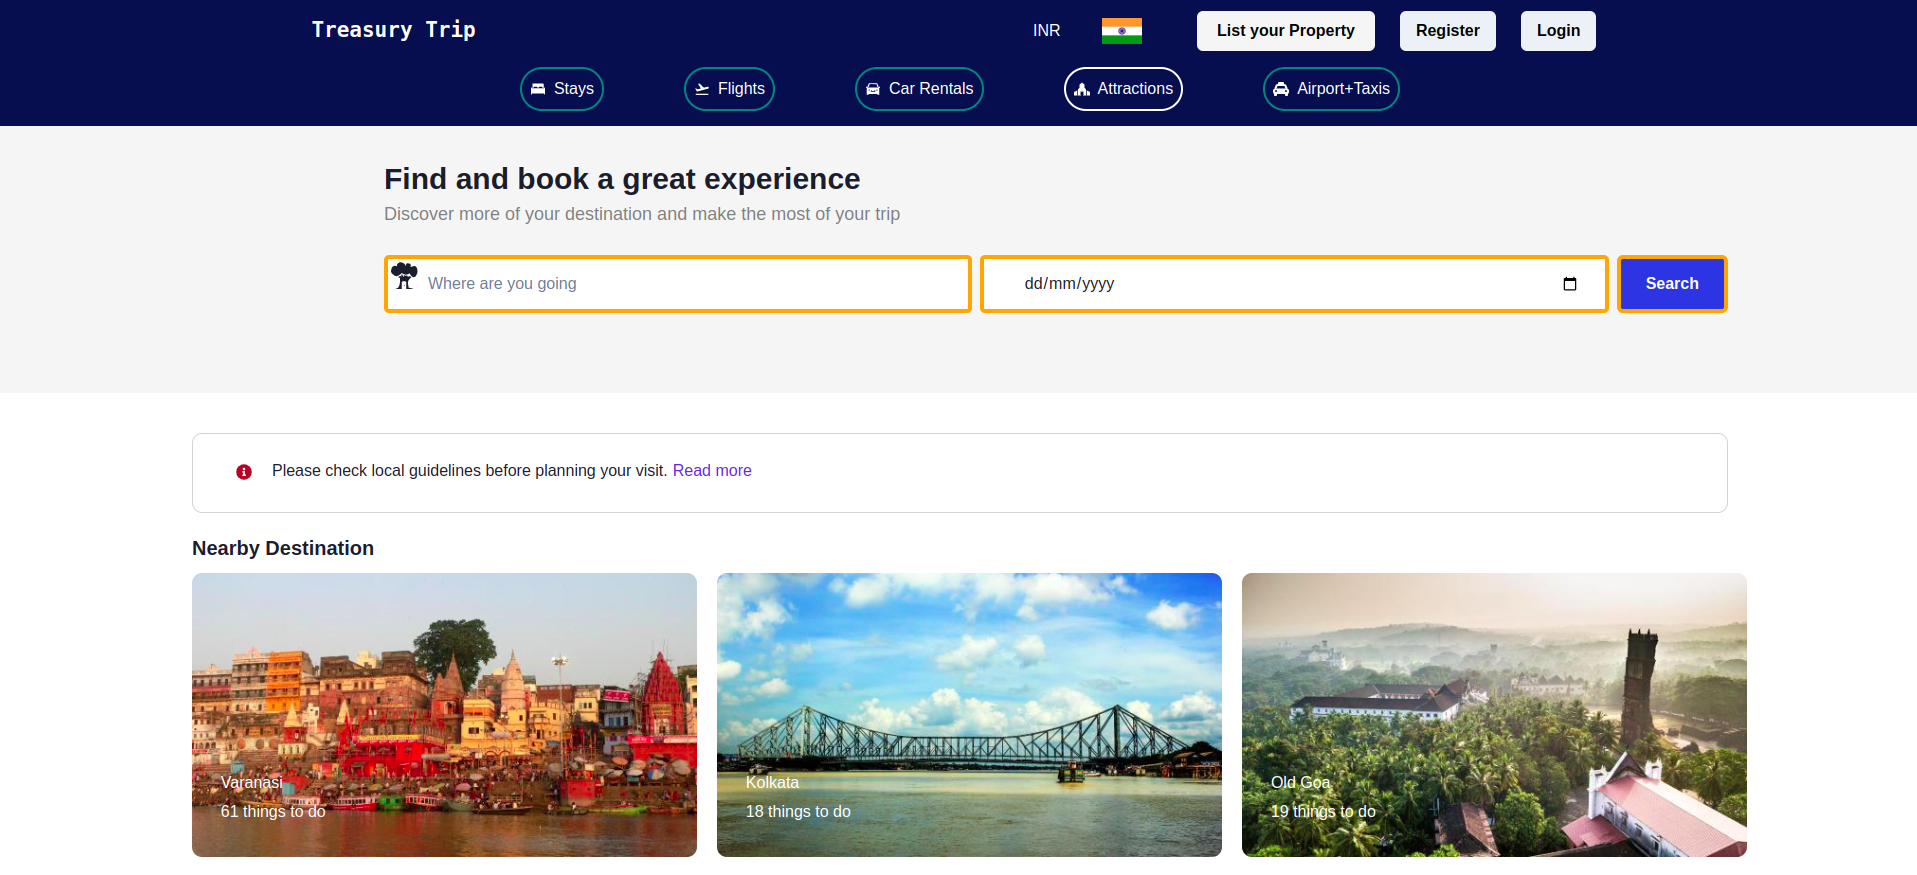 Treasury Trip
INR
List your Property
Register
Login
Stays
Flights
Car Rentals
Attractions
Airport+Taxis
Find and book a great experience
Discover more of your destination and make the most of your trip
Where are you going
dd/mm/yyyy
Search
Please check local guidelines before planning your visit. Read more
Nearby Destination
Varanasi
61 things to do
Kolkata
18 things to do
Old Goa
19 things to do